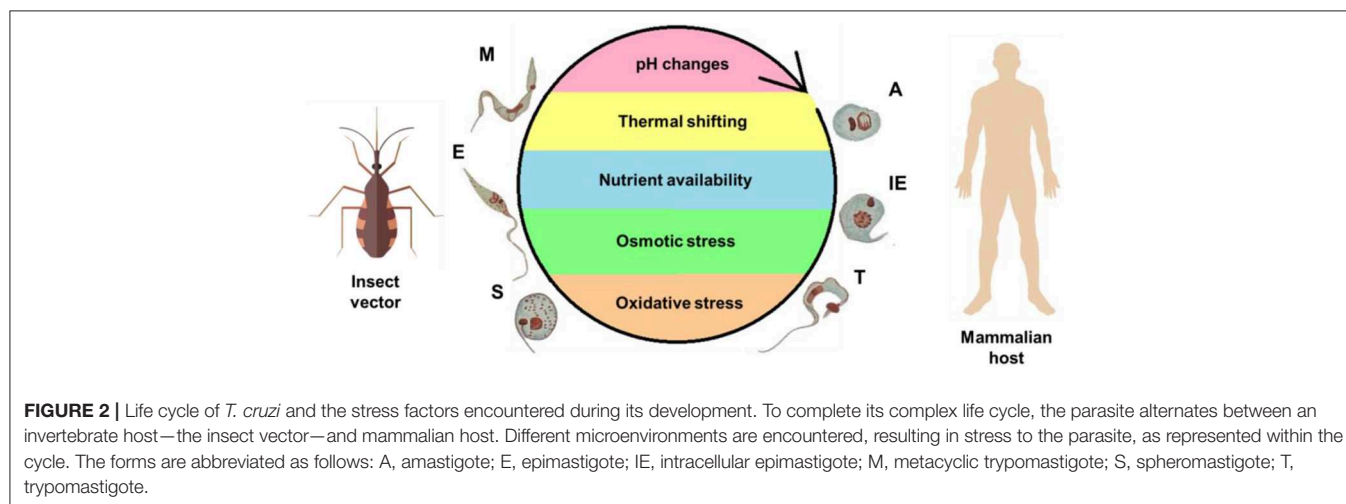 M
pH changes
A
Thermal shifting
E
Nutrient availability
IE
Osmotic stress
Insect
vector
S
Oxidative stress
T
Mammalian
host
FIGURE 2 | Life cycle of T. cruzi and the stress factors encountered during its development. To complete its complex life cycle, the parasite alternates between an
invertebrate host—the insect vector—and mammalian host. Different microenvironments are encountered, resulting in stress to the parasite, as represented within the
cycle. The forms are abbreviated as follows: A, amastigote; E, epimastigote; IE, intracellular epimastigote; M, metacyclic trypomastigote; S, spheromastigote; T,
trypomastigote.